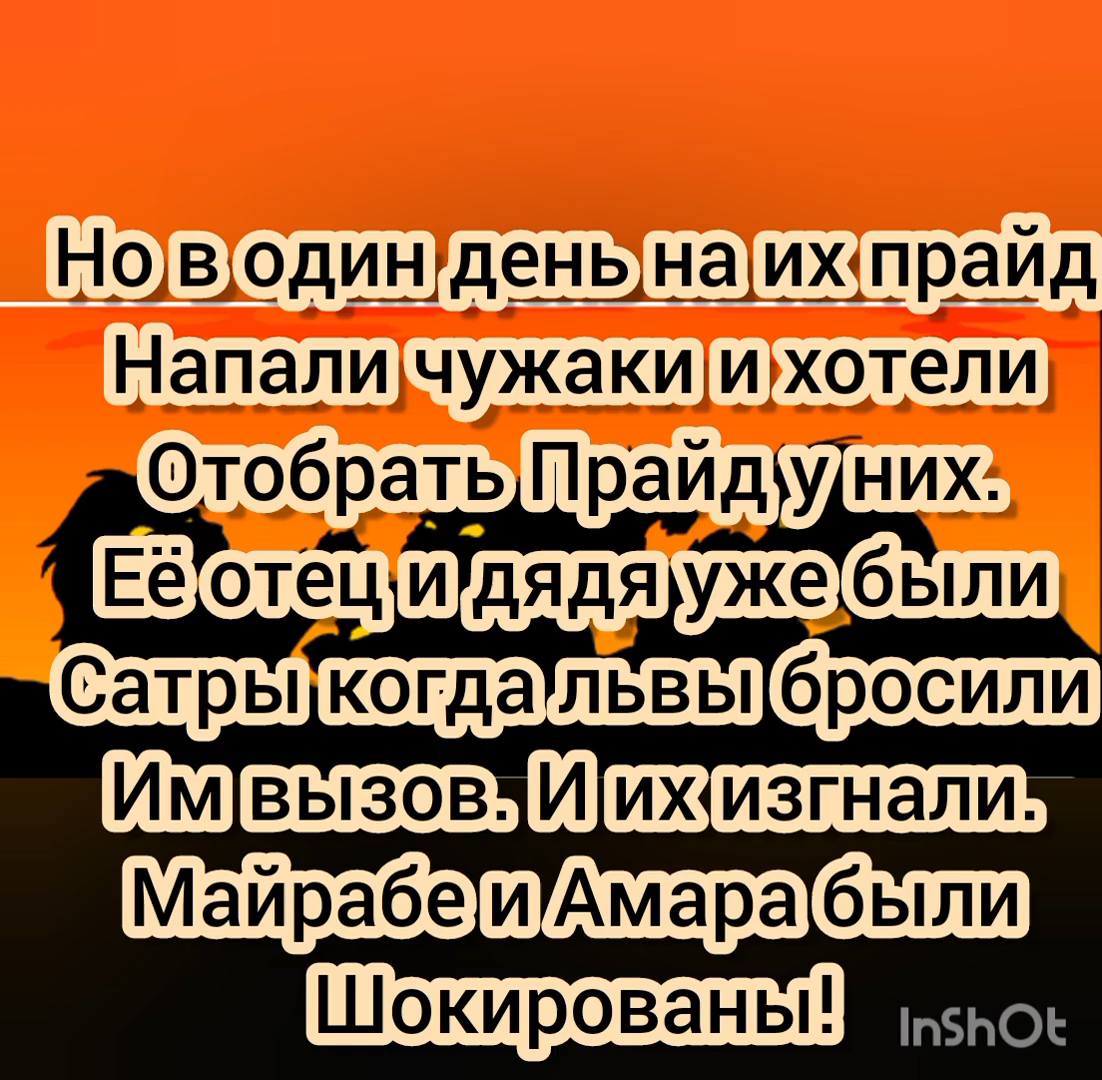 Но в один день на их прайд
Напали чужаки и хотели
Отобрать Прайд у них.
Её отец и дядя уже были
Сатры когда львы бросили
Им вызов. И их изгнали.
Майрабе и Амара были
Шокированы!
InShOt